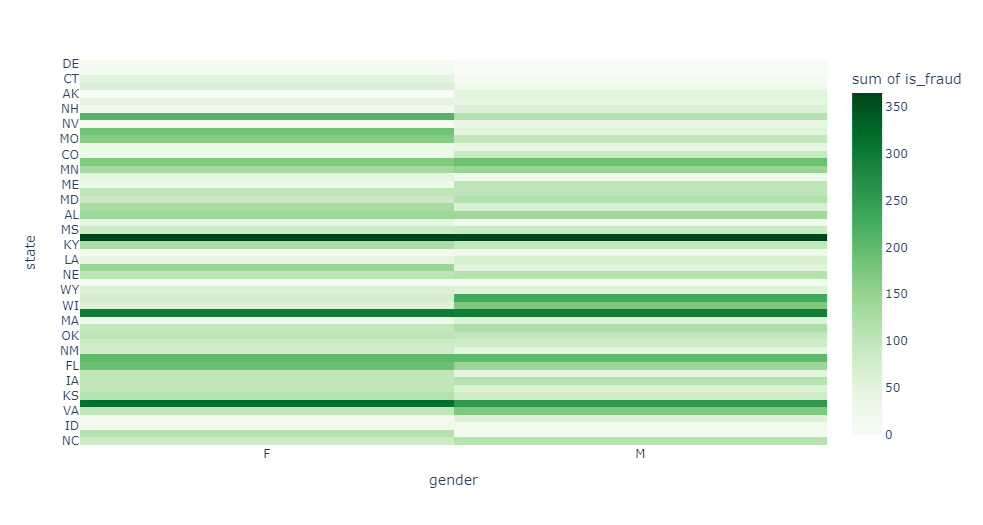 DE
CT
AK
NH
NV
MO
CO
MN
ME
MD
AL
MS
KY
LA
NE
WY
WI
MA
OK
NM
FL
IA
KS
VA
ID
NC
state
F
M
gender
sum of is_fraud
350
300
250
200
150
100
50
0